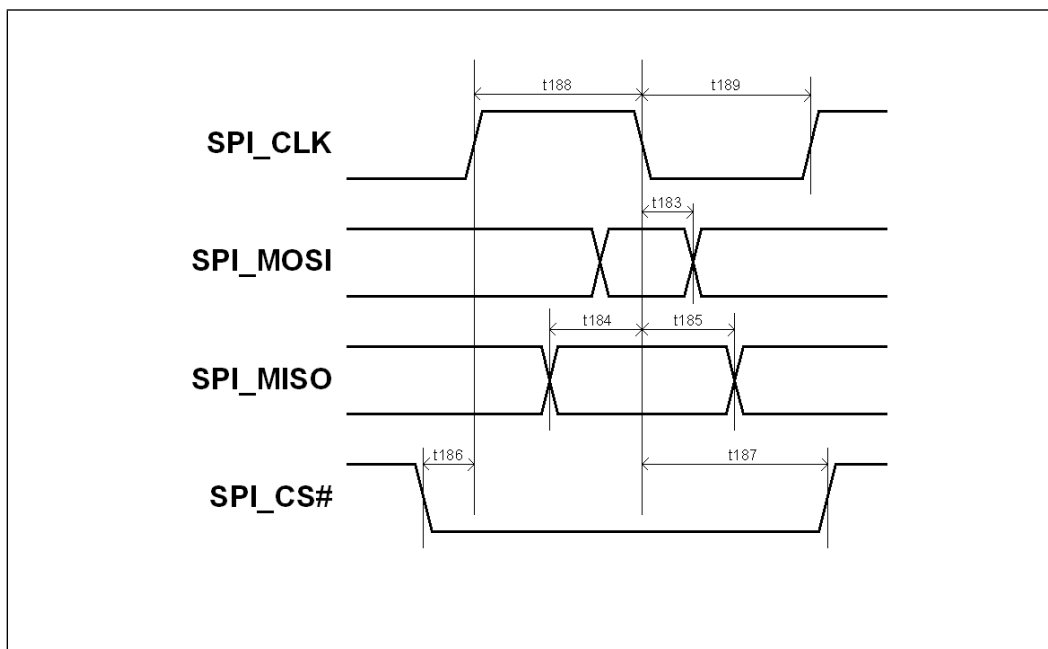 t188
t189
SPI_CLK
t183
SPI_MOSI
t184
t185
SPI_MISO
t186
t187
SPI_CS#